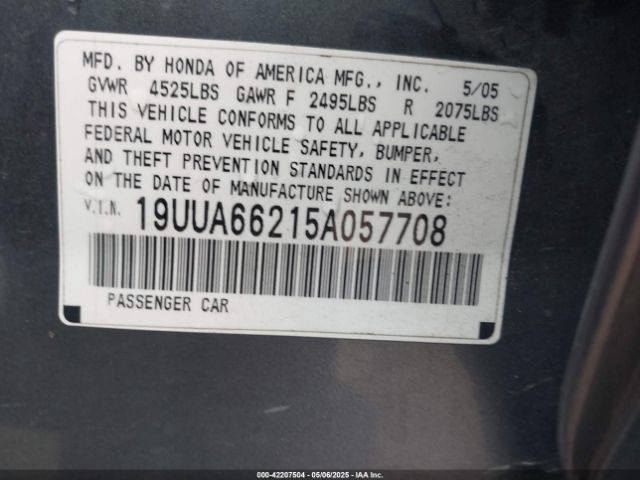 MFD. BY HONDA OF AMERICA MFG., INC. 5/05
GVWR 4525LBS GAWR F 2495LBS R 2075LBS
THIS VEHICLE CONFORMS TO ALL APPLICABLE
FEDERAL MOTOR VEHICLE SAFETY, BUMPER,
AND THEFT PREVENTION STANDARDS IN EFFECT
ON THE DATE OF MANUFACTURE SHOWN ABOVE:
V.I.N. 19UUA66215A057708
PASSENGER CAR
000-42207504 - 05/06/2025 - IAAI.COM